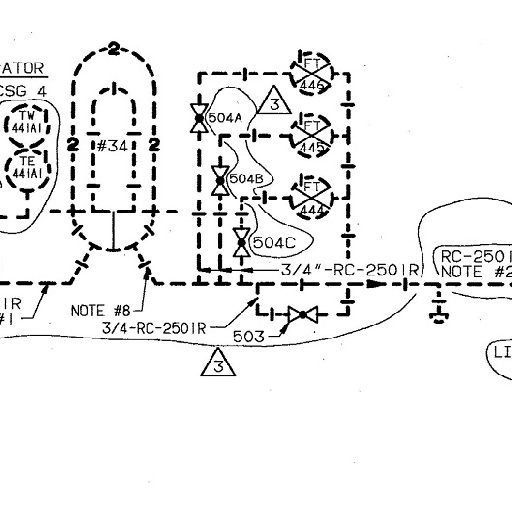 ATOR
CSG 4
TW
441A1
TE
441A1
2
2
2
#34
FT
446
FT
445
FT
444
504A
504B
504C
3
3/4"-RC-2501R
RC-2501
NOTE #2
1R
#1
NOTE #8
3/4-RC-2501R
503
3
LI